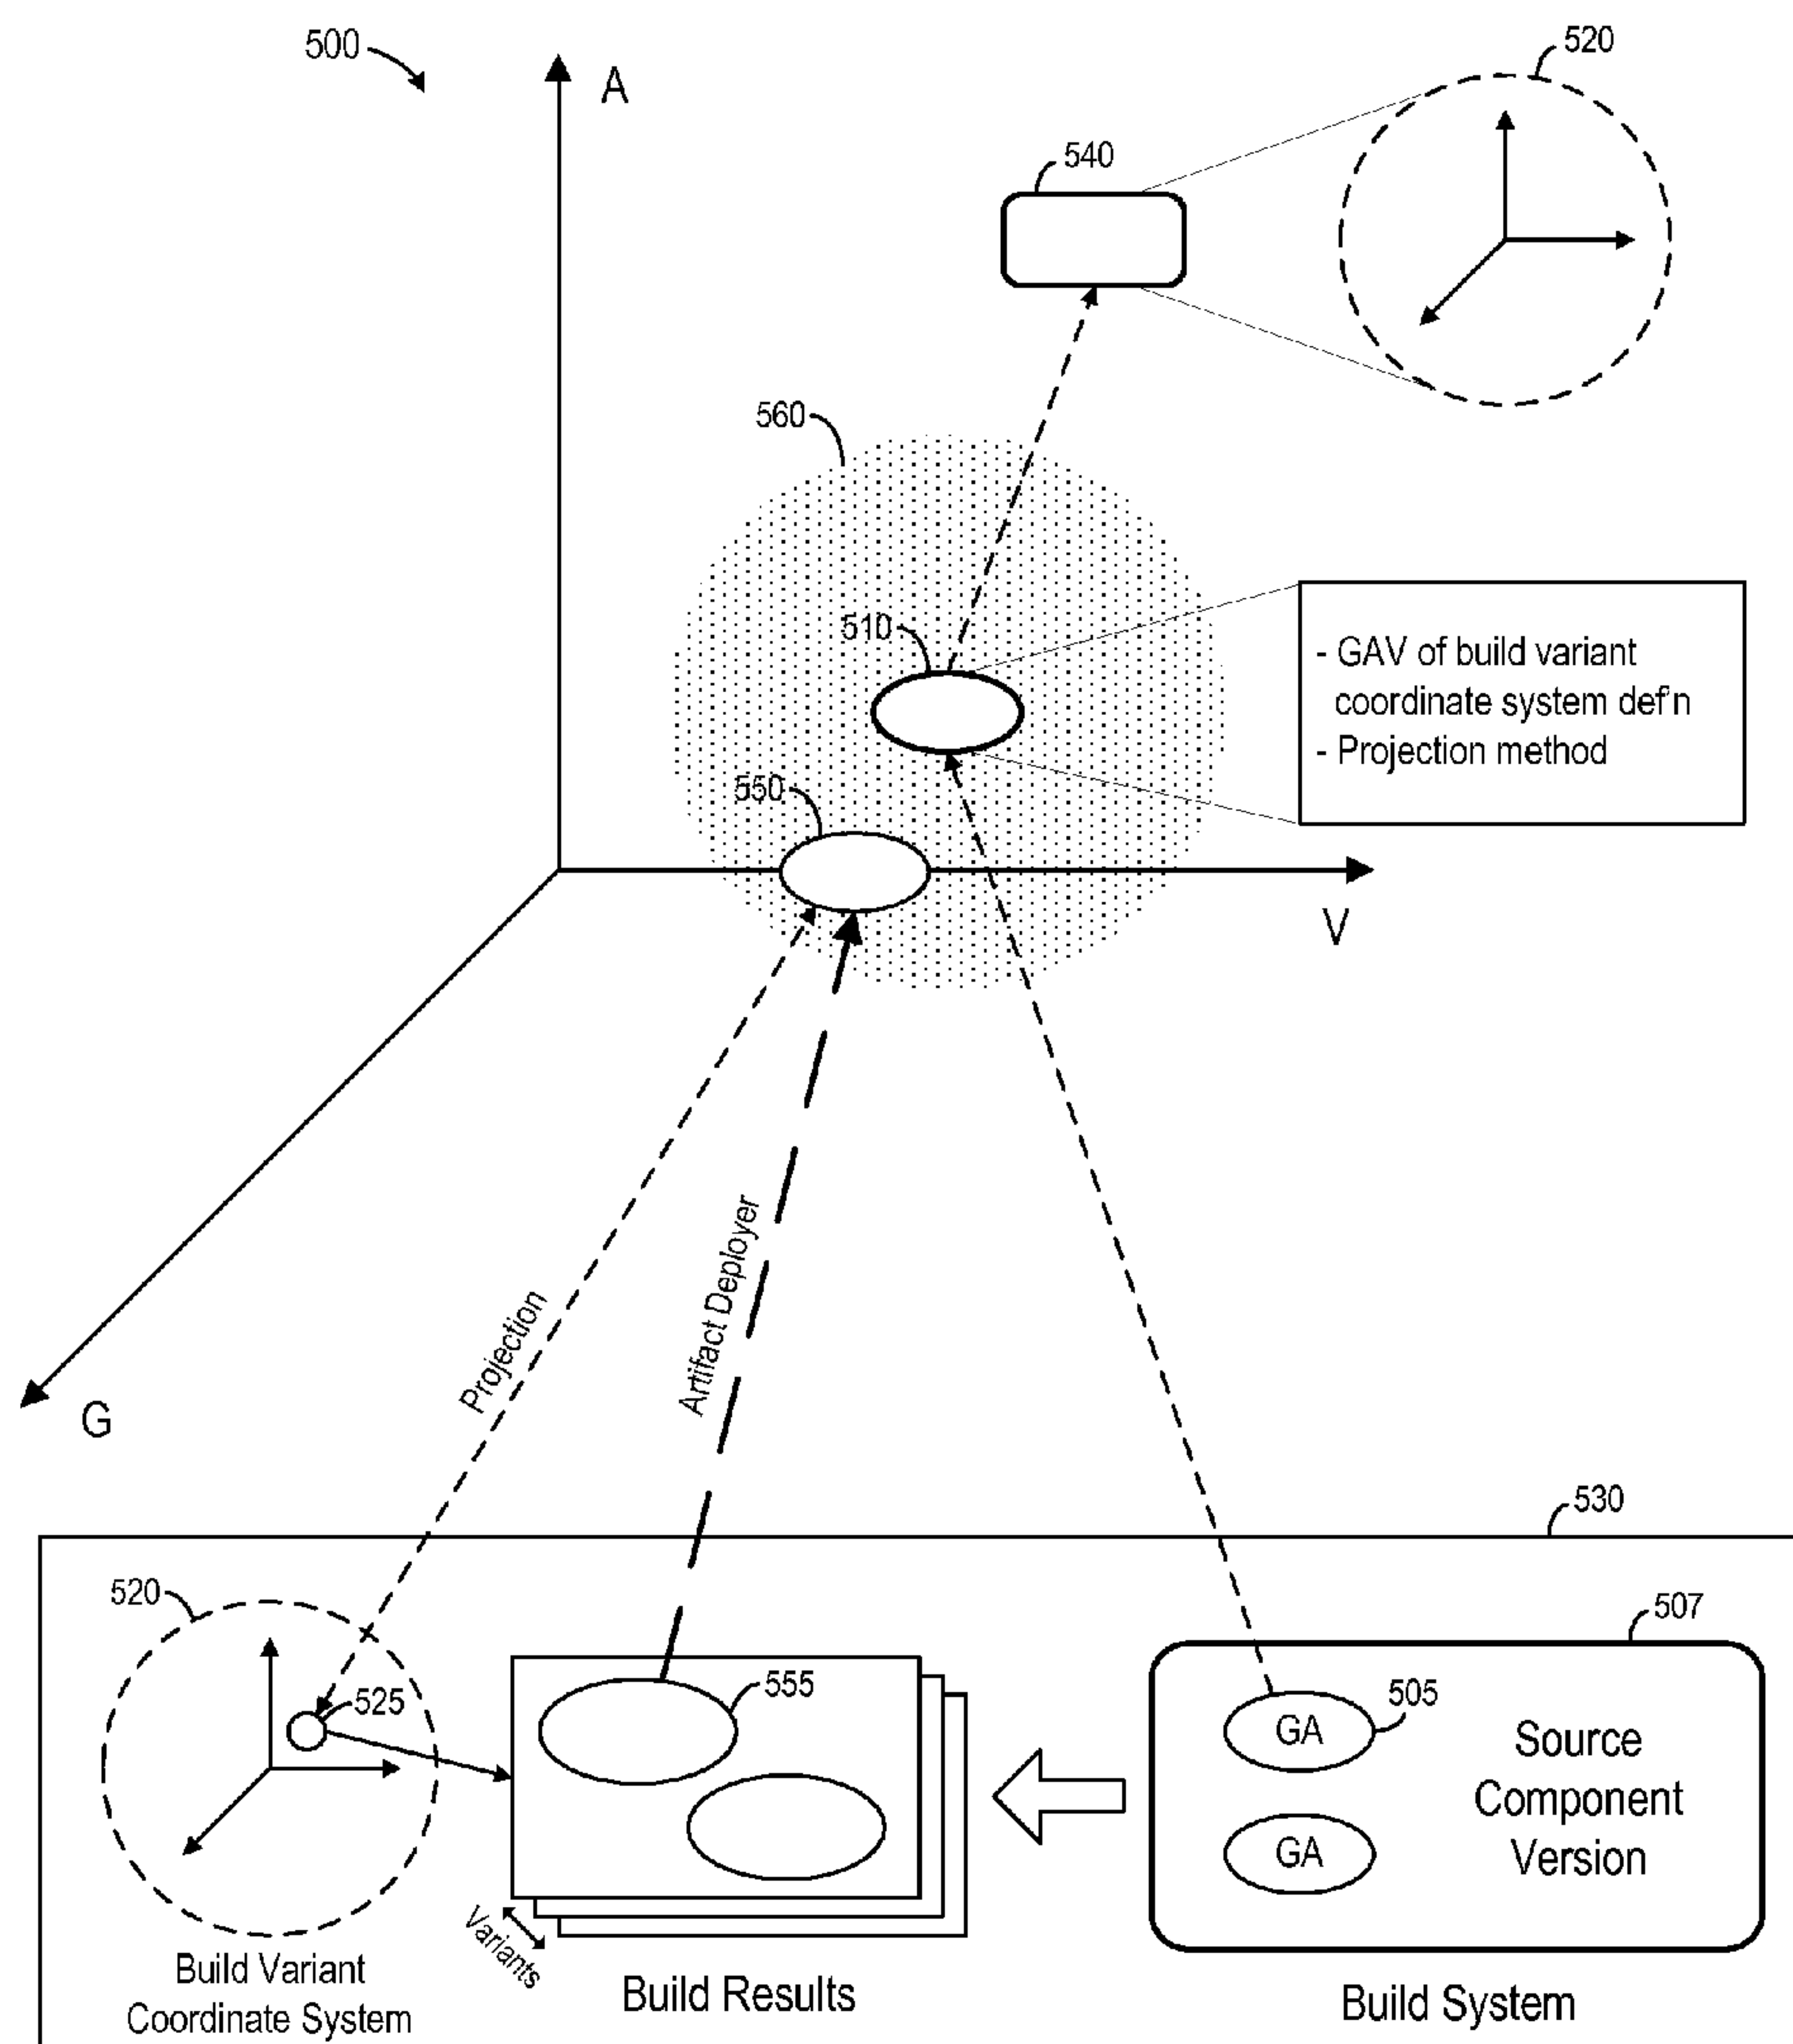 500
A
520
540
560
510
- GAV of build variant
coordinate system def'n
- Projection method
550
V
Projection
Artifact Deployer
G
530
520
525
555
507
GA
505
Source
Component
Version
GA
Variants
Build Variant
Coordinate System
Build Results
Build System